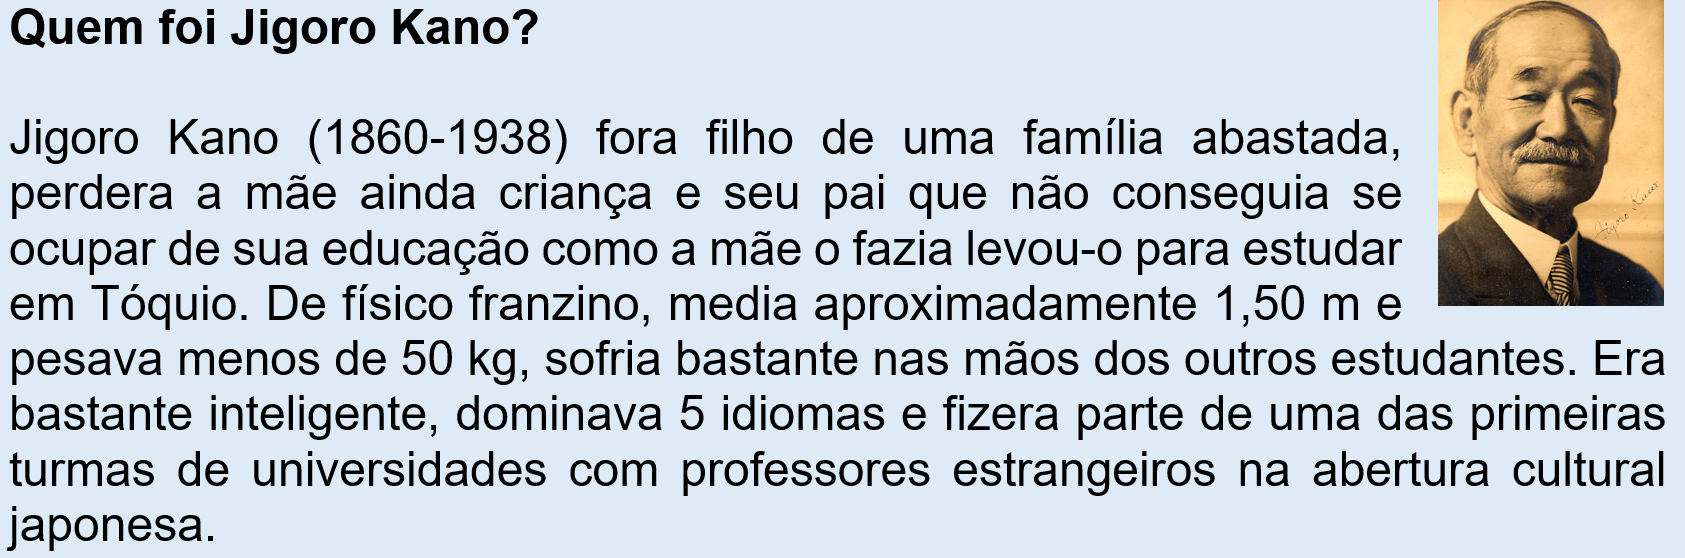 Quem foi Jigoro Kano?
Jigoro Kano (1860-1938) fora filho de uma família abastada,
perdera a mãe ainda criança e seu pai que não conseguia se
ocupar de sua educação como a mãe o fazia levou-o para estudar
em Tóquio. De físico franzino, media aproximadamente 1,50 m e
pesava menos de 50 kg, sofria bastante nas mãos dos outros estudantes. Era
bastante inteligente, dominava 5 idiomas e fizera parte de uma das primeiras
turmas de universidades com professores estrangeiros na abertura cultural
japonesa.
Jigoro Kano